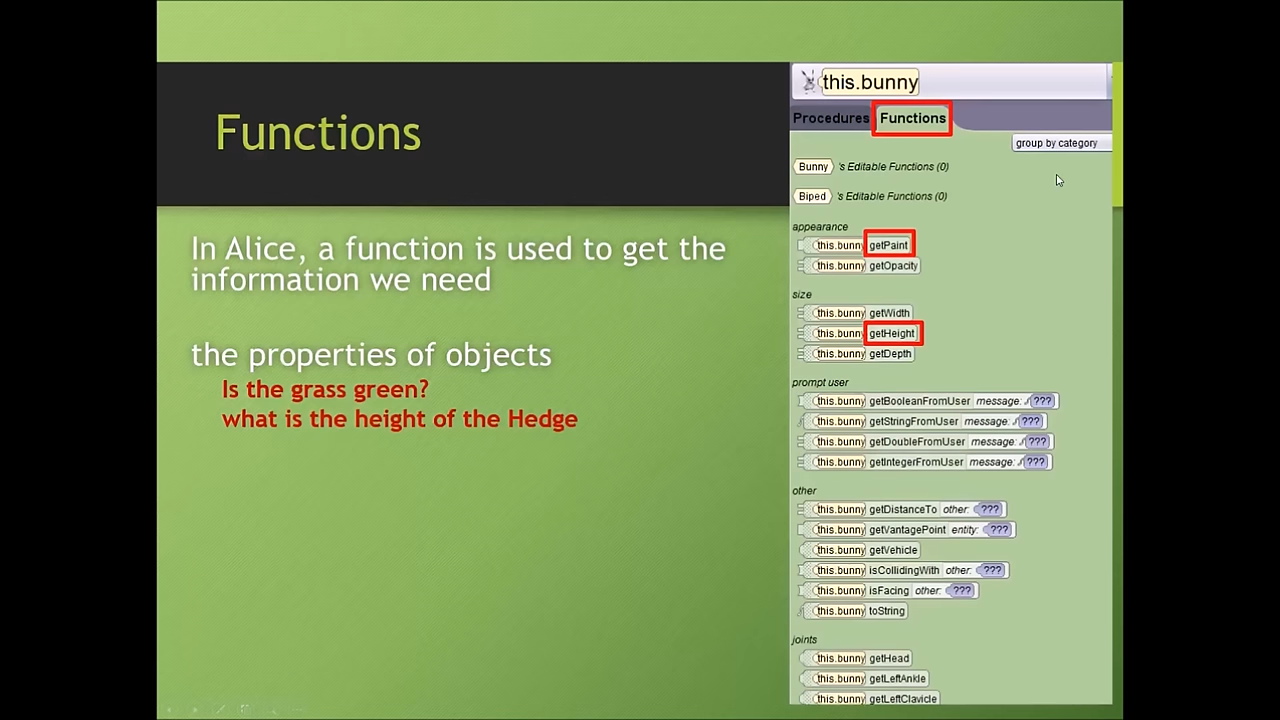 Functions
In Alice, a function is used to get the
information we need
the properties of objects
Is the grass green?
what is the height of the Hedge
this.bunny
Procedures Functions
group by category
Bunny 's Editable Functions (0)
Biped 's Editable Functions (0)
appearance
this.bunny getPaint
this.bunny getOpacity
size
this.bunny getWidth
this.bunny getHeight
this.bunny getDepth
prompt user
this.bunny getBooleanFromUser message: ???
this.bunny getStringFromUser message: ???
this.bunny getDoubleFromUser message: ???
this.bunny getIntegerFromUser message: ???
other
this.bunny getDistanceTo other: ???
this.bunny getVantagePoint entity: ???
this.bunny getVehicle
this.bunny isCollidingWith other: ???
this.bunny isFacing other: ???
this.bunny toString
joints
this.bunny getHead
this.bunny getLeftAnkle
this.bunny getLeftClavicle